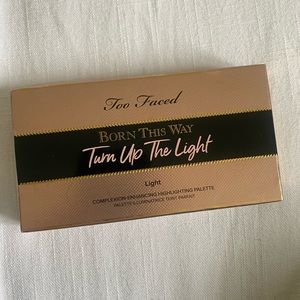 Too Faced
BORN THIS WAY
Turn Up The Light
Light
COMPLEXION ENHANCING HIGHLIGHTING PALETTE
PALETTE ILLUMINATRICE TEINT PARFAIT